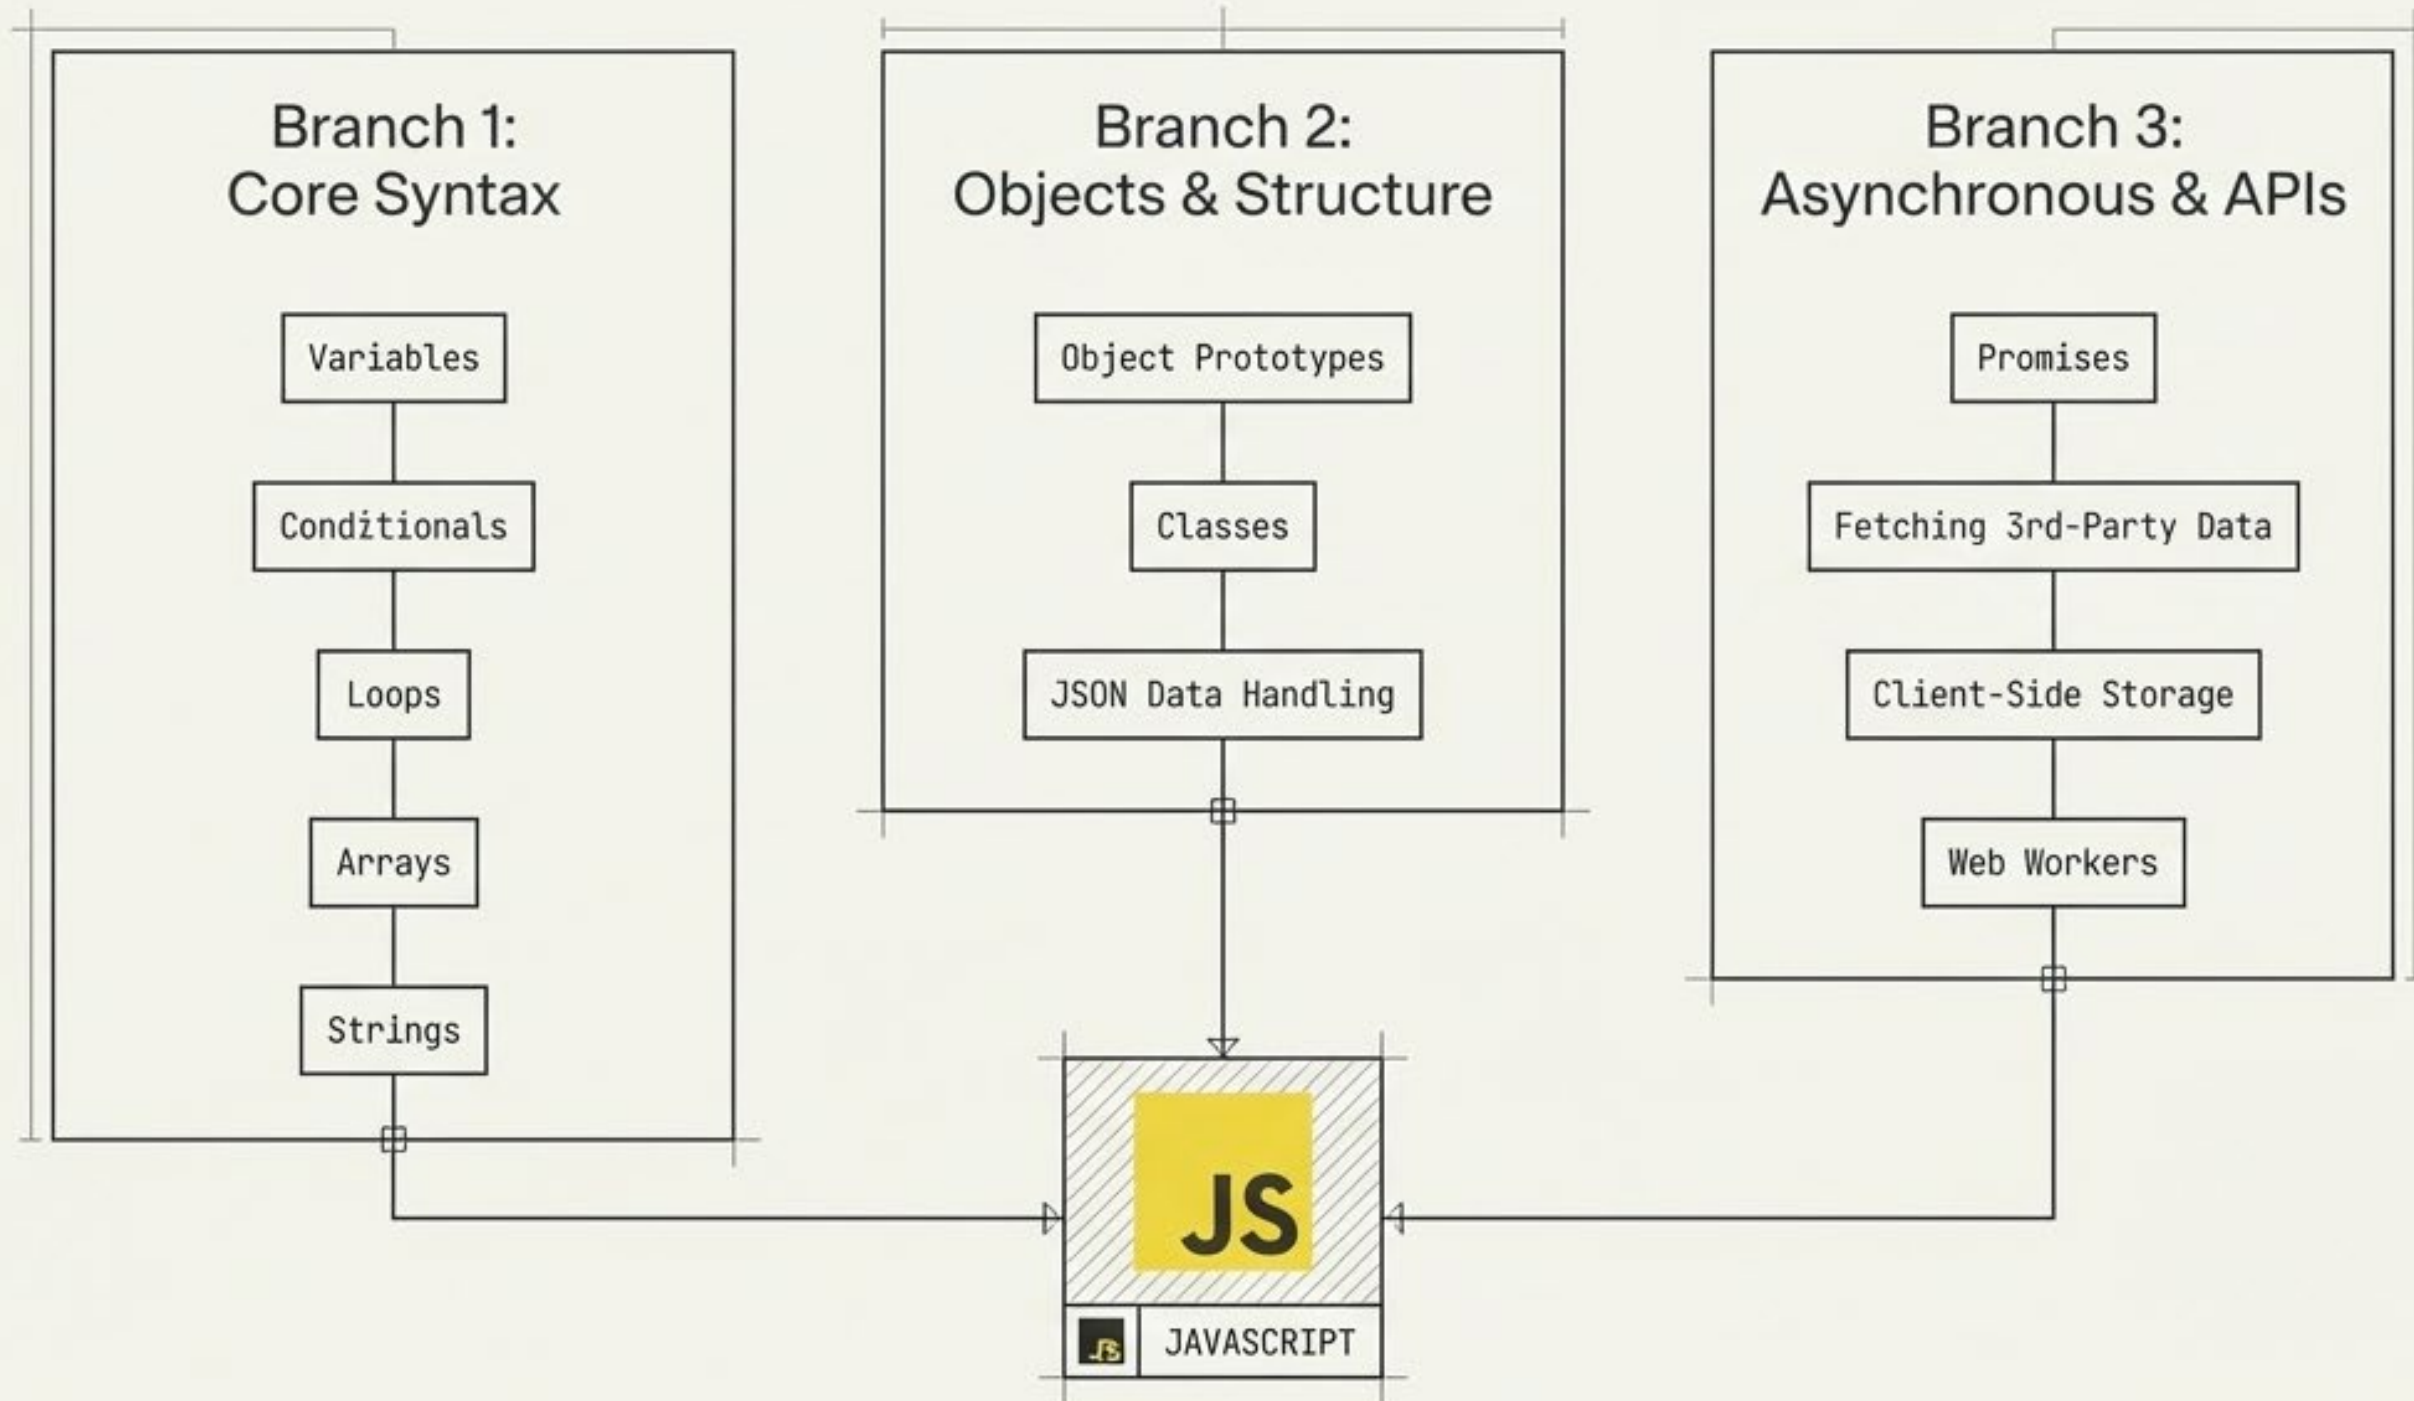 Branch 1:
Core Syntax
Variables
Conditionals
Loops
Arrays
Strings
Branch 2:
Objects & Structure
Object Prototypes
Classes
JSON Data Handling
Branch 3:
Asynchronous & APIs
Promises
Fetching 3rd-Party Data
Client-Side Storage
Web Workers
JS
JS
JAVASCRIPT